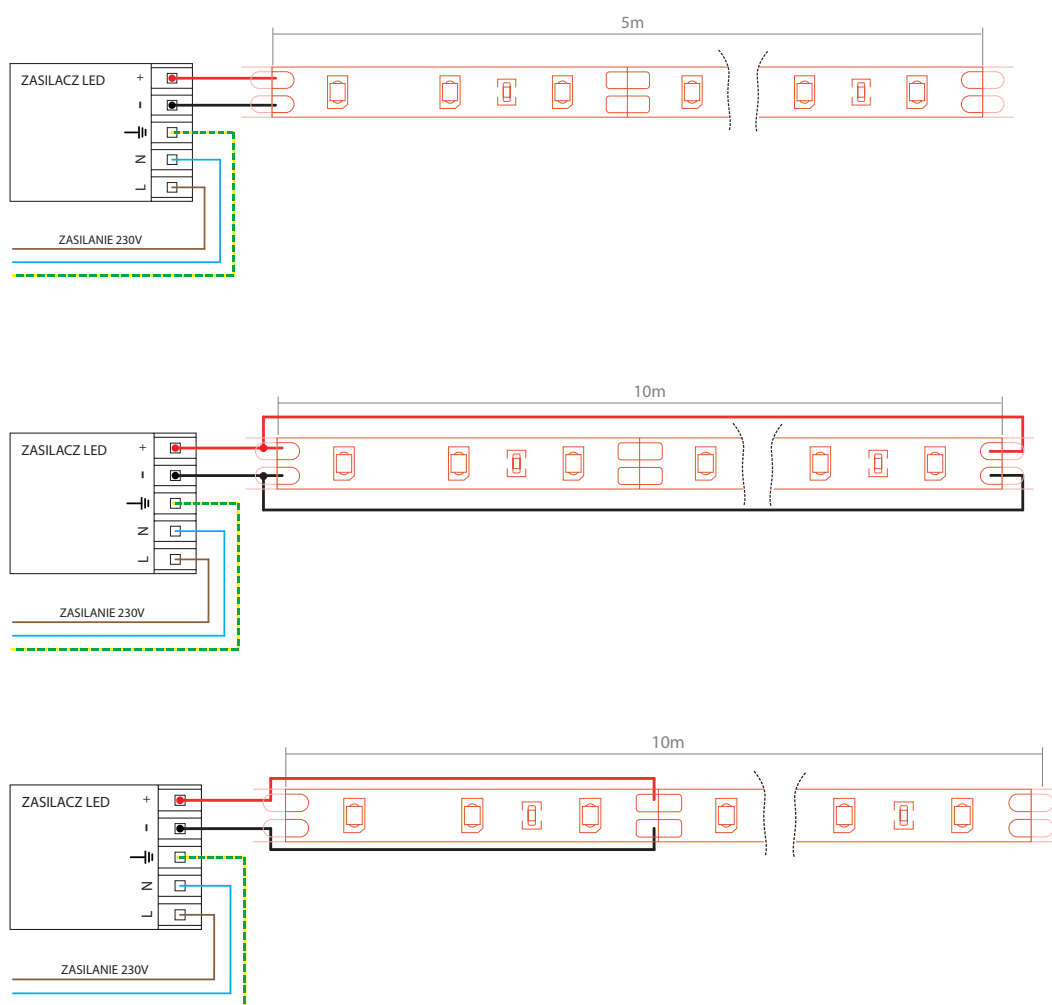 5m
ZASILACZ LED
+
-
N
L
ZASILANIE 230V
10m
ZASILACZ LED
+
-
N
L
ZASILANIE 230V
10m
ZASILACZ LED
+
-
N
L
ZASILANIE 230V